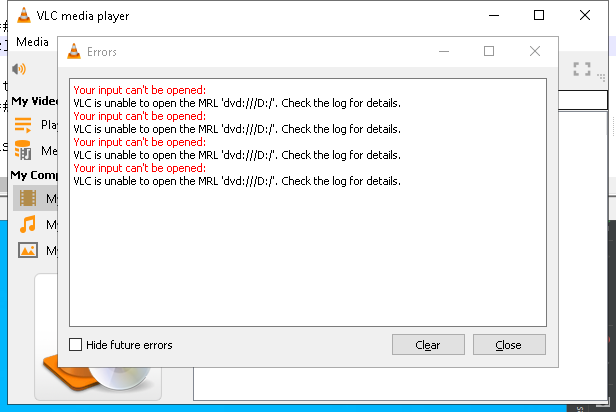 VLC media player
Media
Errors
Your input can't be opened:
VLC is unable to open the MRL 'dvd:///D:/'. Check the log for details.
Your input can't be opened:
VLC is unable to open the MRL 'dvd:///D:/'. Check the log for details.
Your input can't be opened:
VLC is unable to open the MRL 'dvd:///D:/'. Check the log for details.
Your input can't be opened:
VLC is unable to open the MRL 'dvd:///D:/'. Check the log for details.
My Video
Play
Me
My Comp
My
My
My
Hide future errors
Clear
Close